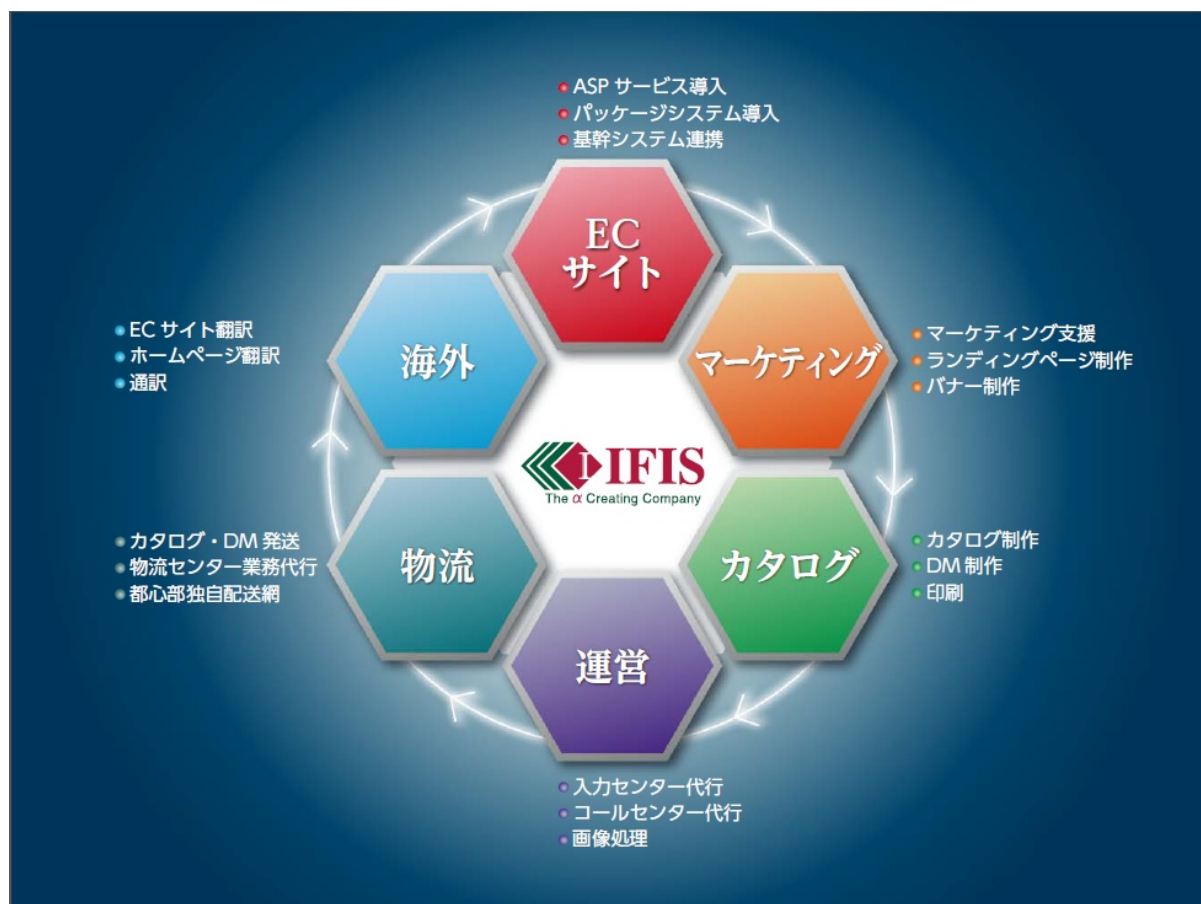 ASP サービス導入
パッケージシステム導入
基幹システム連携
EC
サイト
海外
マーケティング
EC サイト翻訳
ホームページ翻訳
通訳
マーケティング支援
ランディングページ制作
バナー制作
I IFIS
The α Creating Company
物流
カタログ
カタログ・DM 発送
物流センター業務代行
都心部独自配送網
カタログ制作
DM 制作
印刷
運営
入力センター代行
コールセンター代行
画像処理